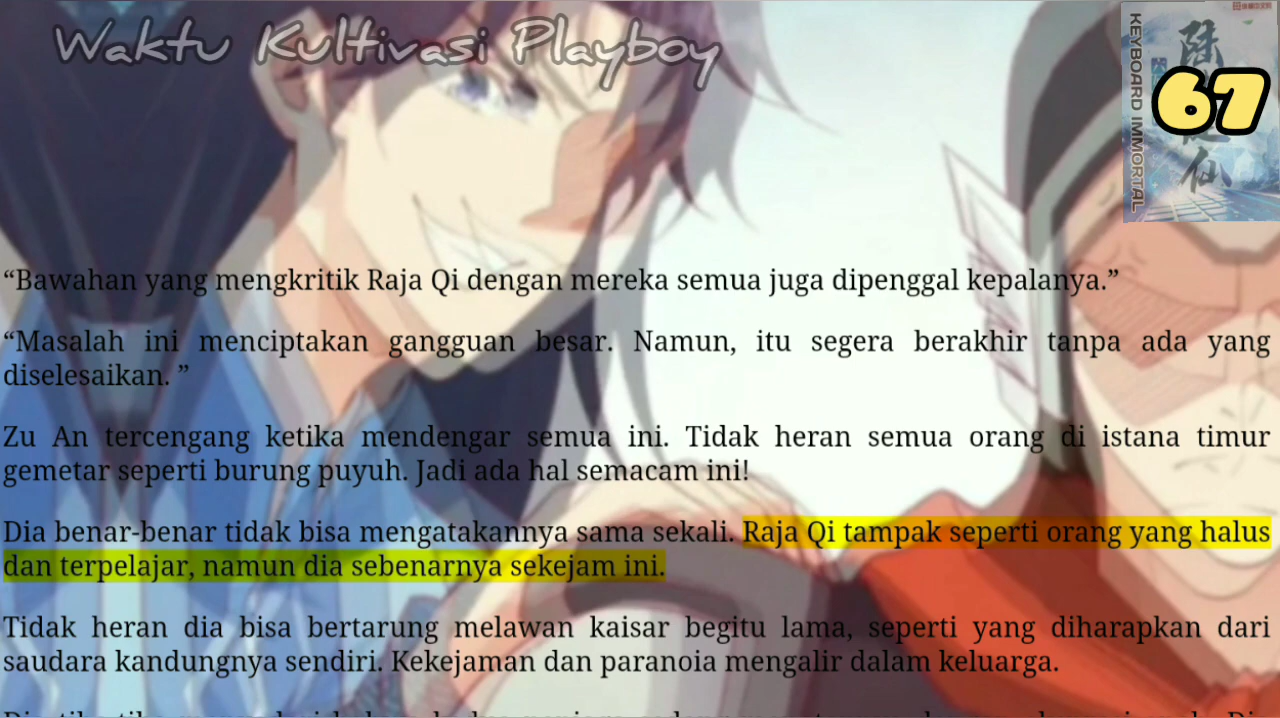 Waktu Kultivasi Playboy
KEYBOARD IMMORTAL
67
“Bawahan yang mengkritik Raja Qi dengan mereka semua juga dipenggal kepalanya.”
“Masalah ini menciptakan gangguan besar. Namun, itu segera berakhir tanpa ada yang
diselesaikan. ”
Zu An tercengang ketika mendengar semua ini. Tidak heran semua orang di istana timur
gemetar seperti burung puyuh. Jadi ada hal semacam ini!
Dia benar-benar tidak bisa mengatakannya sama sekali. Raja Qi tampak seperti orang yang halus
dan terpelajar, namun dia sebenarnya sekejam ini.
Tidak heran dia bisa bertarung melawan kaisar begitu lama, seperti yang diharapkan dari
saudara kandungnya sendiri. Kekejaman dan paranoia mengalir dalam keluarga.